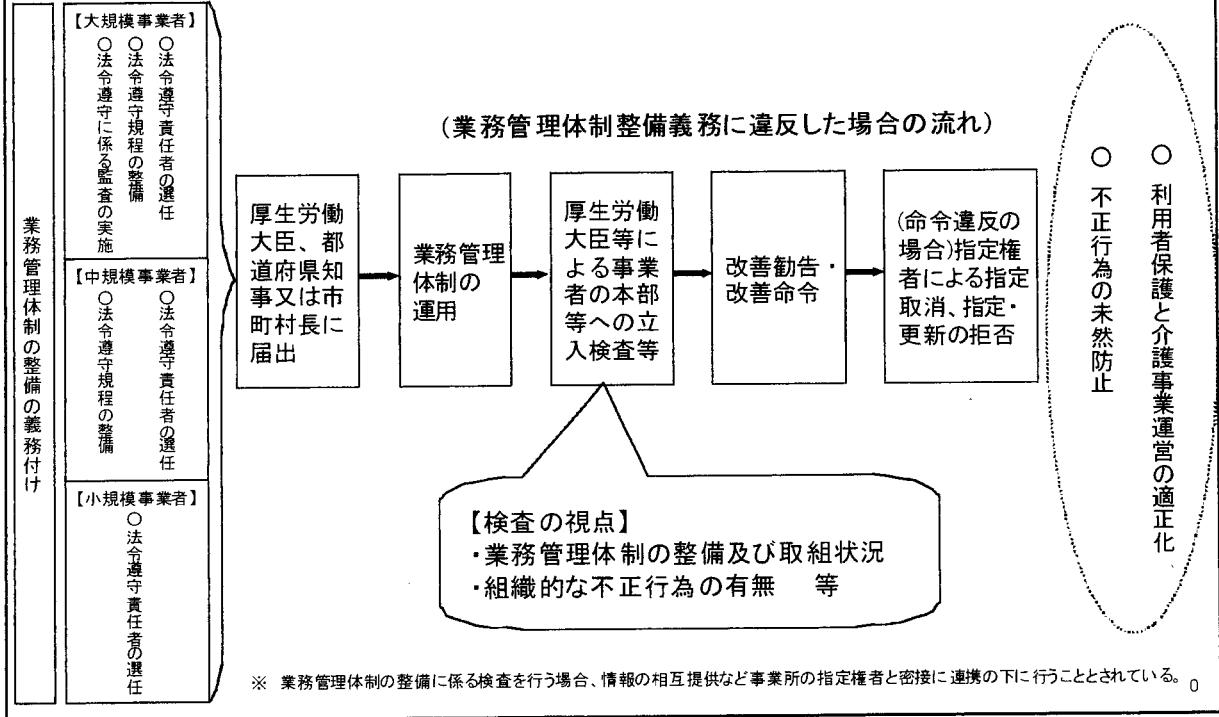 業務管理体制の整備の義務付け
【大規模事業者】
○法令遵守責任者の選任
○法令遵守規程の整備
○法令遵守に係る監査の実施
【中規模事業者】
○法令遵守責任者の選任
○法令遵守規程の整備
【小規模事業者】
○法令遵守責任者の選任
(業務管理体制整備義務に違反した場合の流れ)
厚生労働
大臣、都
道府県知
事又は市
町村長に
届出
業務管理
体制の
運用
厚生労働
大臣等に
よる事業
者の本部
等への立
入検査等
改善勧告・
改善命令
(命令違反の
場合)指定権
者による指定
取消、指定・
更新の拒否
○ 利用者保護と介護事業運営の適正化
○ 不正行為の未然防止
【検査の視点】
・業務管理体制の整備及び取組状況
・組織的な不正行為の有無 等
※ 業務管理体制の整備に係る検査を行う場合、情報の相互提供など事業所の指定権者と密接に連携の下に行うこととされている。
0